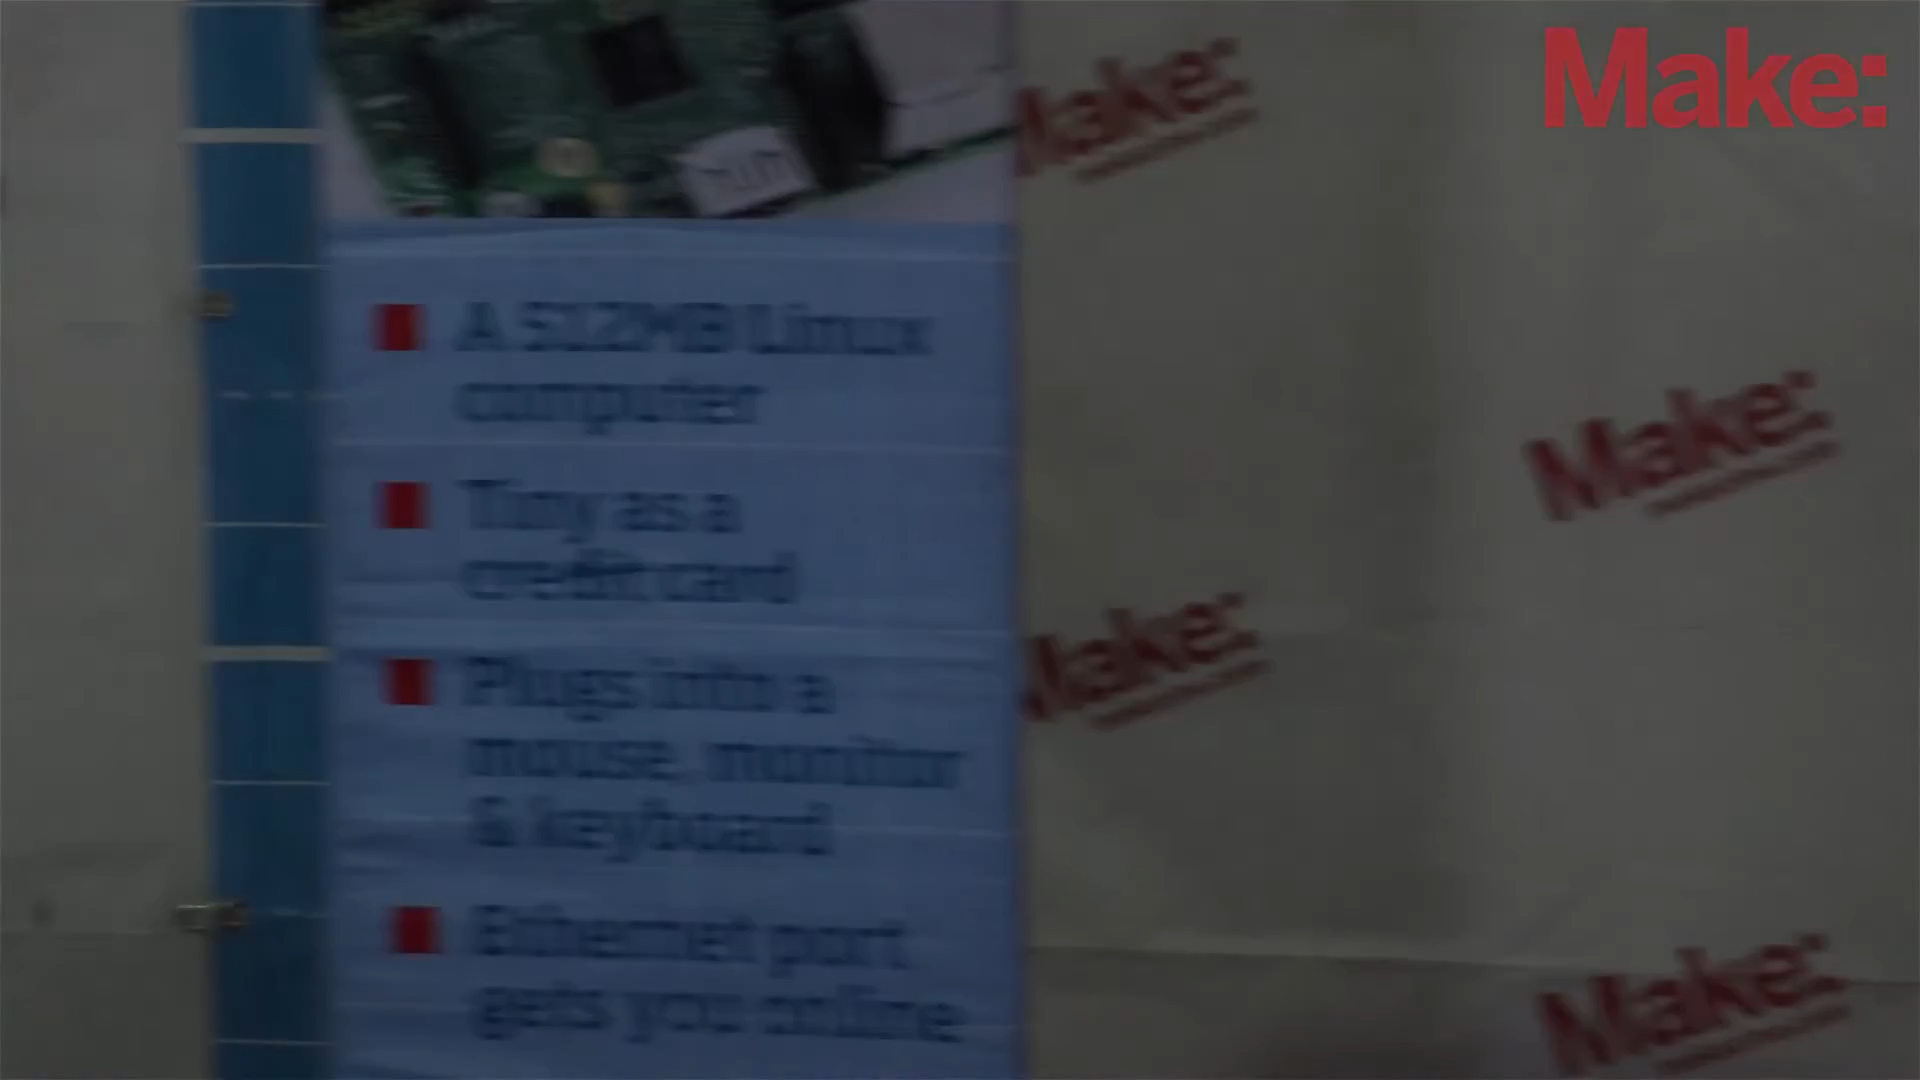 Make:
Make:
A 512MB Linux
computer
Make:
Tiny as a
credit card
Make:
Plugs into a
mouse, monitor
& keyboard
Ethernet port
gets you online
Make: